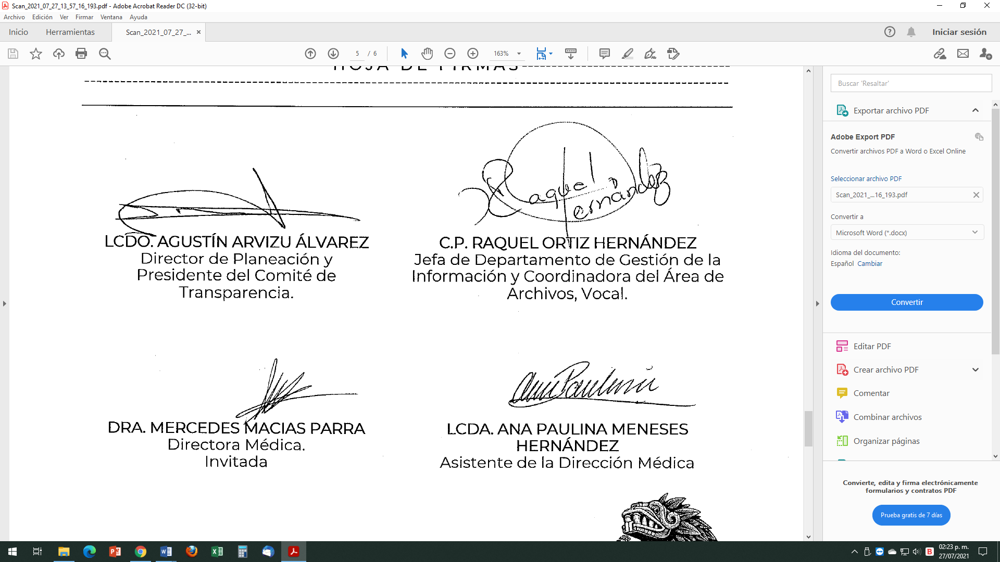 Scan_2021_07_27_13_57_16_193.pdf - Adobe Acrobat Reader DC (32-bit)
Archivo Edición Ver Firmar Ventana Ayuda
Inicio Herramientas Scan_2021_07_27_... Iniciar sesión
5 / 6 163%
HOJA DE FIRMAS
Raquel
Hernández
LCDO. AGUSTÍN ARVIZU ÁLVAREZ
Director de Planeación y
Presidente del Comité de
Transparencia.
C.P. RAQUEL ORTIZ HERNÁNDEZ
Jefa de Departamento de Gestión de la
Información y Coordinadora del Área de
Archivos, Vocal.
Ana Paulina
DRA. MERCEDES MACIAS PARRA
Directora Médica.
Invitada
LCDA. ANA PAULINA MENESES
HERNÁNDEZ
Asistente de la Dirección Médica
Buscar 'Resaltar'
Exportar archivo PDF
Adobe Export PDF
Convertir archivos PDF a Word o Excel Online
Seleccionar archivo PDF
Scan_2021_...16_193.pdf
Convertir a
Microsoft Word (*.docx)
Idioma del documento:
Español Cambiar
Convertir
Editar PDF
Crear archivo PDF
Comentar
Combinar archivos
Organizar páginas
Convierte, edita y firma electrónicamente
formularios y contratos PDF
Prueba gratis de 7 días
02:23 p. m.
27/07/2021